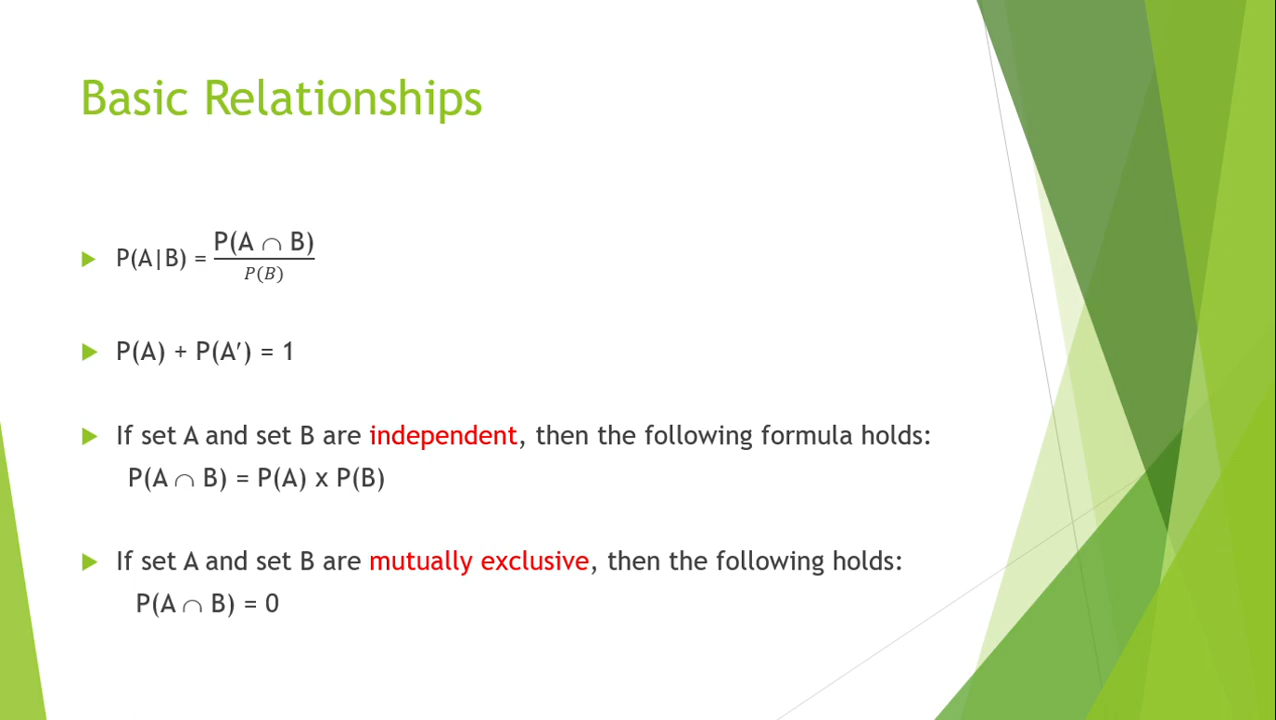 Basic Relationships
P(A|B) = P(A ∩ B) / P(B)
P(A) + P(A′) = 1
If set A and set B are independent, then the following formula holds:
P(A ∩ B) = P(A) x P(B)
If set A and set B are mutually exclusive, then the following holds:
P(A ∩ B) = 0